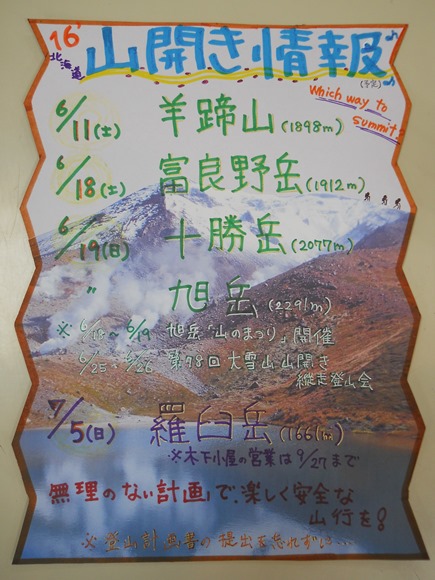 '16 北海道 山開き情報♪♪
(予定)
Which way to summit?
6/11(土) 羊蹄山(1898m)
6/18(土) 富良野岳(1912m)
6/19(日) 十勝岳(2077m)
〃 旭岳(2291m)
※6/18~6/19 旭岳「山のまつり」開催
6/25~6/26 第98回大雪山山開き
縦走登山会
7/5(日) 羅臼岳(1661m)
※木下小屋の営業は9/27まで
無理のない計画で、楽しく安全な
山行を!
※登山計画書の提出を忘れずに…